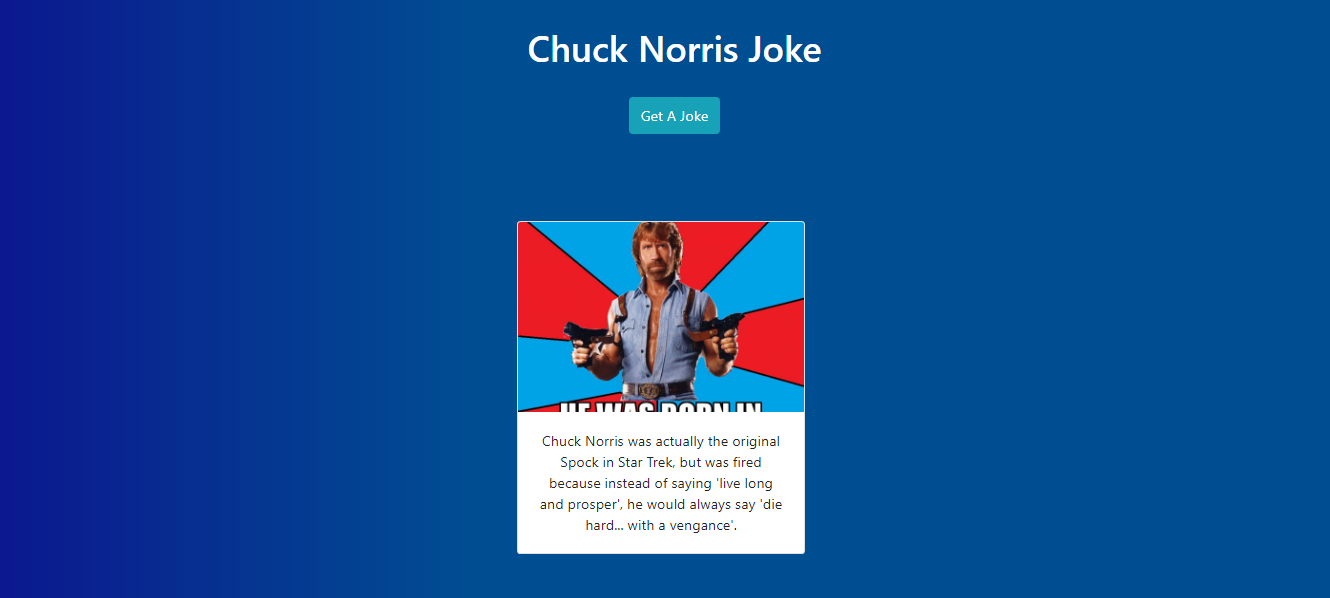 Chuck Norris Joke
Get A Joke
HE WAS BORN IN
Chuck Norris was actually the original
Spock in Star Trek, but was fired
because instead of saying 'live long
and prosper', he would always say 'die
hard... with a vengance'.